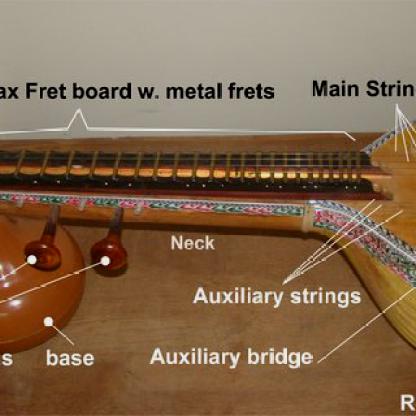 ax Fret board w. metal frets
Main Strin
Neck
Auxiliary strings
s base
Auxiliary bridge
R